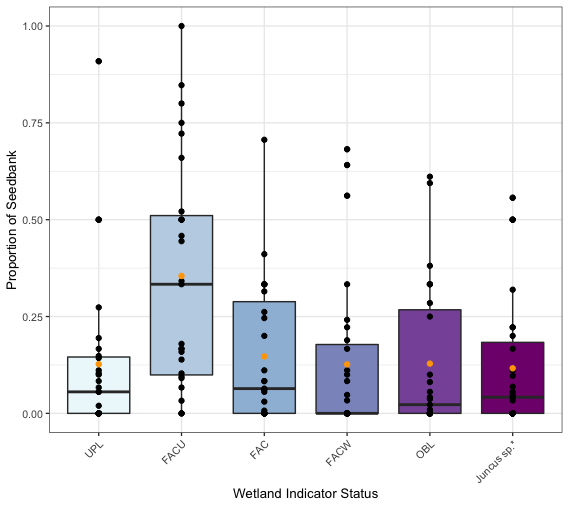 1.00
0.75
0.50
0.25
0.00
Proportion of Seedbank
UPL
FACU
FAC
FACW
OBL
Juncus sp.*
Wetland Indicator Status